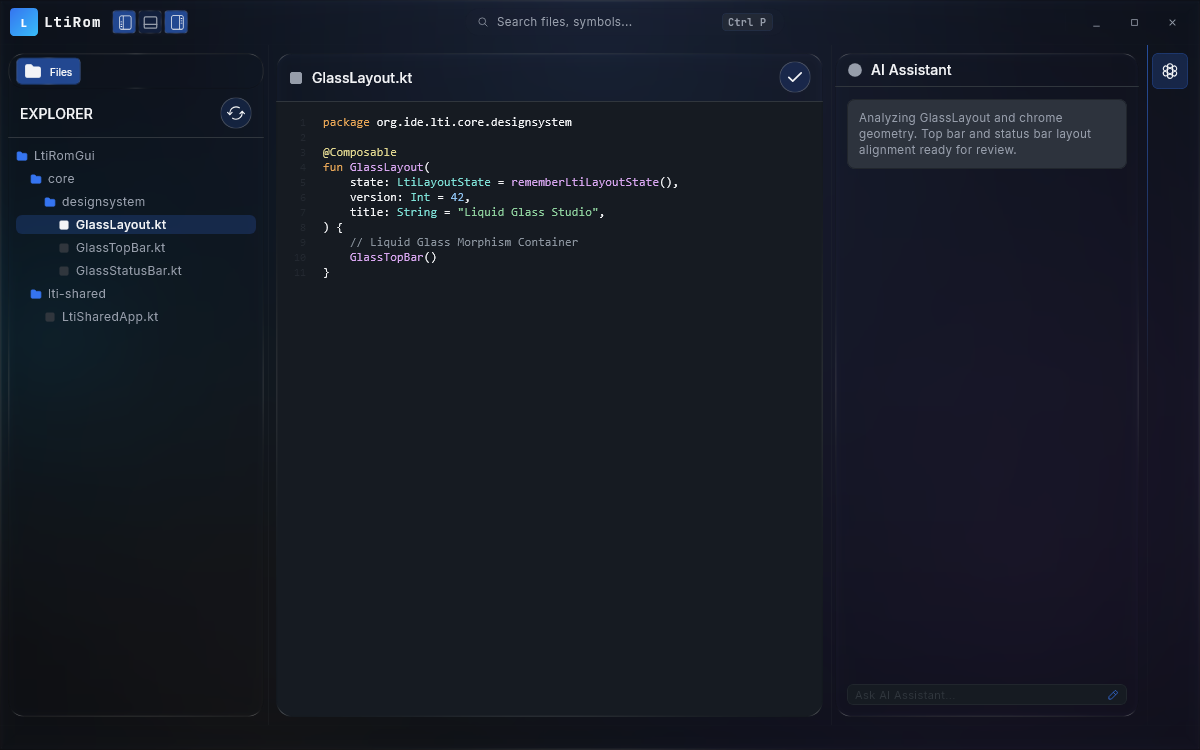 L LtiRom
Search files, symbols...
Ctrl P
Files
EXPLORER
LtiRomGui
core
designsystem
GlassLayout.kt
GlassTopBar.kt
GlassStatusBar.kt
lti-shared
LtiSharedApp.kt
GlassLayout.kt
1 package org.ide.lti.core.designsystem
2
3 @Composable
4 fun GlassLayout(
5 state: LtiLayoutState = rememberLtiLayoutState(),
6 version: Int = 42,
7 title: String = "Liquid Glass Studio",
8 ) {
9 // Liquid Glass Morphism Container
10 GlassTopBar()
11 }
AI Assistant
Analyzing GlassLayout and chrome
geometry. Top bar and status bar layout
alignment ready for review.
Ask AI Assistant...